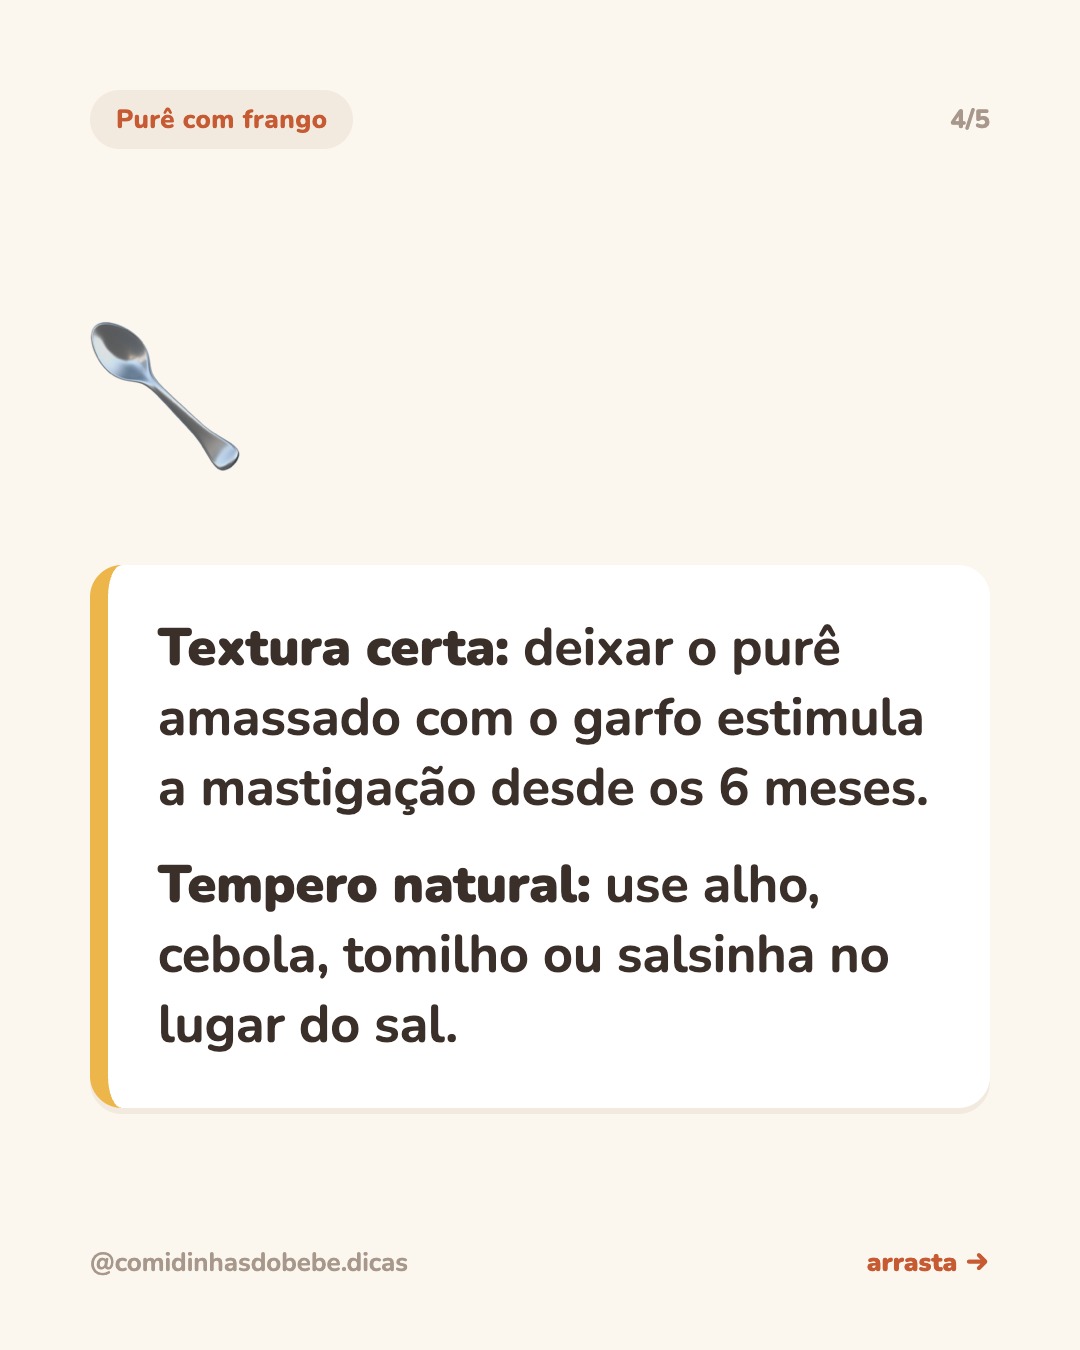 Purê com frango
4/5
Textura certa: deixar o purê
amassado com o garfo estimula
a mastigação desde os 6 meses.
Tempero natural: use alho,
cebola, tomilho ou salsinha no
lugar do sal.
@comidinhasdobebe.dicas
arrasta →